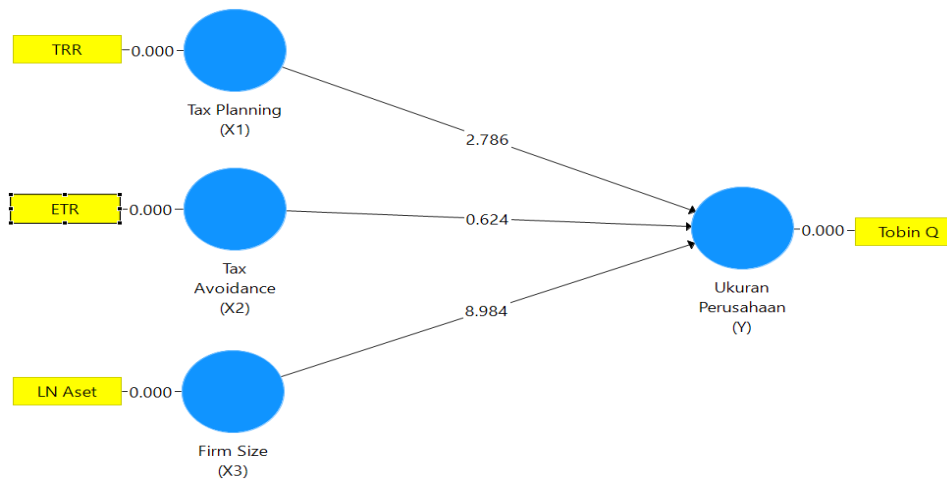 TRR
0.000
Tax Planning
(X1)
2.786
ETR
0.000
Tax
Avoidance
(X2)
0.624
0.000
Tobin Q
Ukuran
Perusahaan
(Y)
8.984
LN Aset
0.000
Firm Size
(X3)